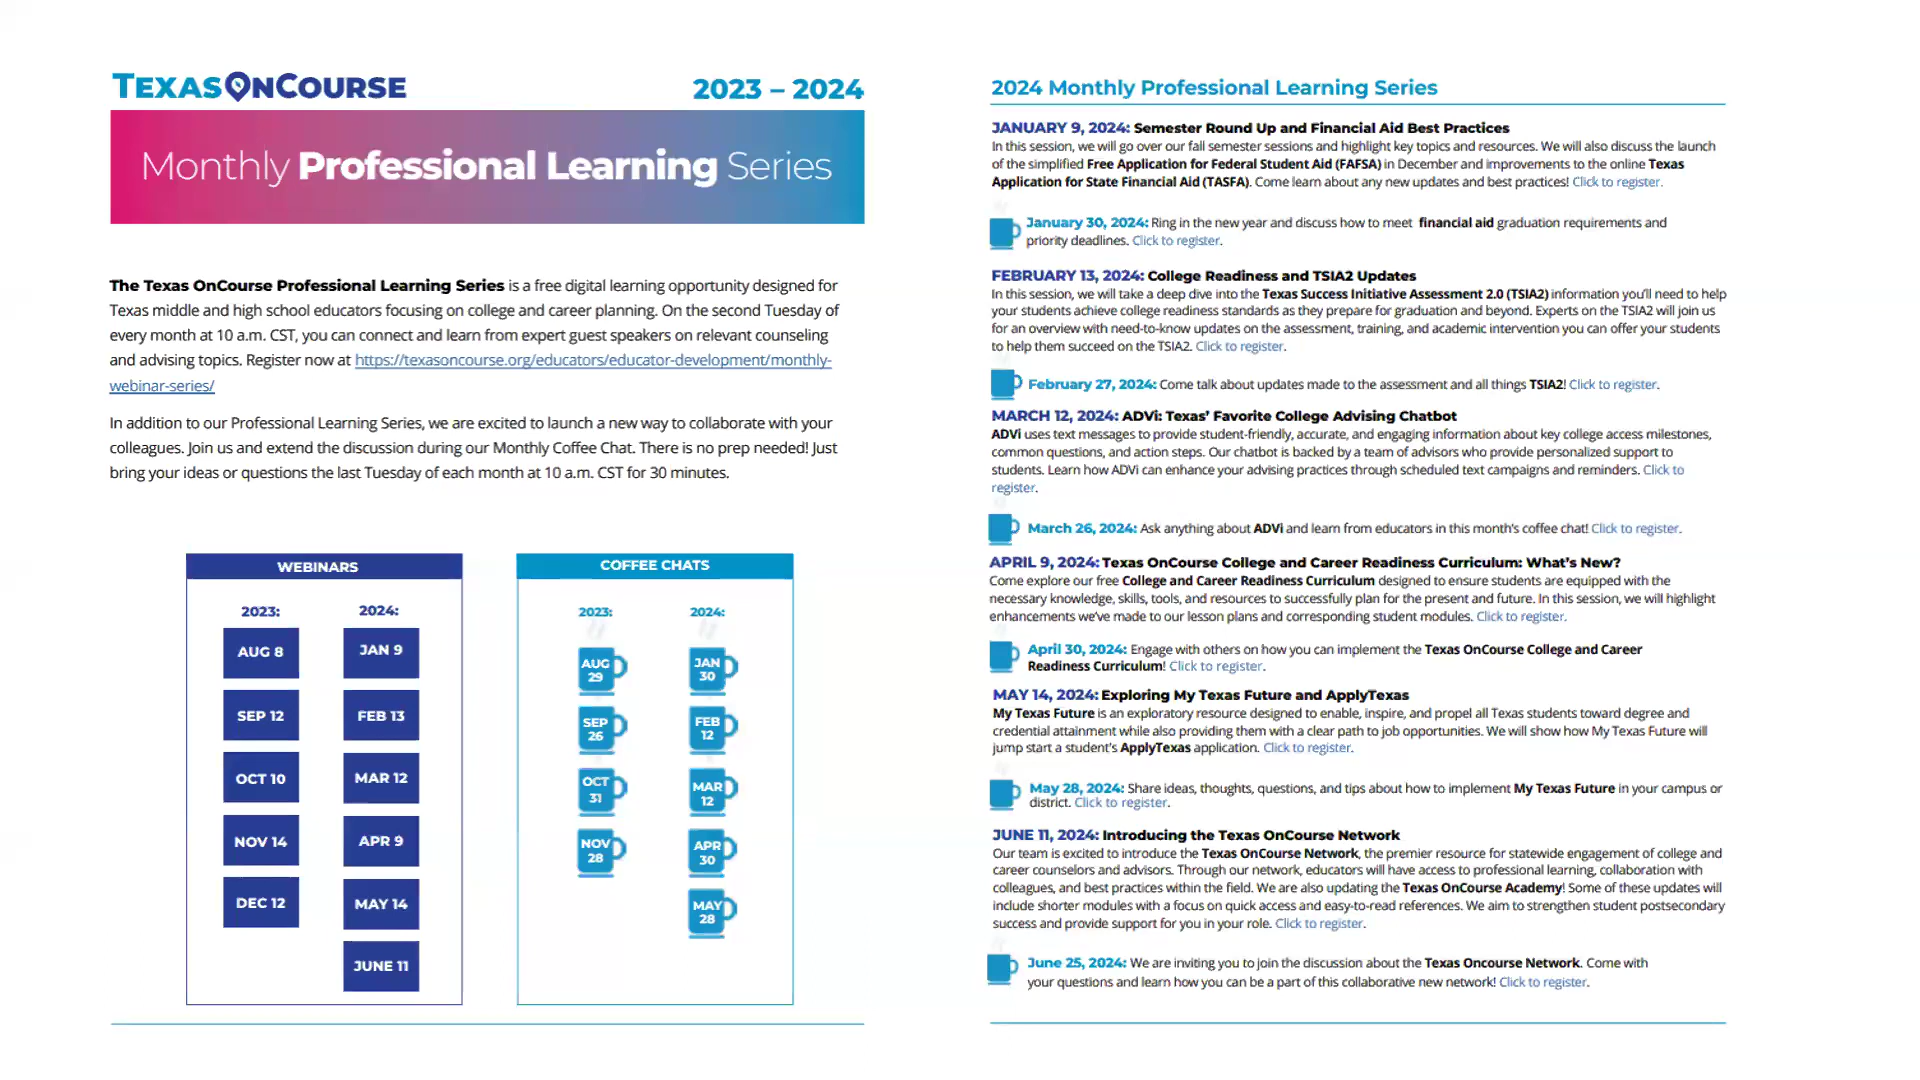 TEXAS ONCOURSE
2023 – 2024
Monthly Professional Learning Series
The Texas OnCourse Professional Learning Series is a free digital learning opportunity designed for
Texas middle and high school educators focusing on college and career planning. On the second Tuesday of
every month at 10 a.m. CST, you can connect and learn from expert guest speakers on relevant counseling
and advising topics. Register now at https://texasoncourse.org/educators/educator-development/monthly-
webinar-series/
In addition to our Professional Learning Series, we are excited to launch a new way to collaborate with your
colleagues. Join us and extend the discussion during our Monthly Coffee Chat. There is no prep needed! Just
bring your ideas or questions the last Tuesday of each month at 10 a.m. CST for 30 minutes.
WEBINARS
2023:
AUG 8
SEP 12
OCT 10
NOV 14
DEC 12
2024:
JAN 9
FEB 13
MAR 12
APR 9
MAY 14
JUNE 11
COFFEE CHATS
2023:
AUG
29
SEP
26
OCT
31
NOV
28
2024:
JAN
30
FEB
12
MAR
12
APR
30
MAY
28
2024 Monthly Professional Learning Series
JANUARY 9, 2024: Semester Round Up and Financial Aid Best Practices
In this session, we will go over our fall semester sessions and highlight key topics and resources. We will also discuss the launch
of the simplified Free Application for Federal Student Aid (FAFSA) in December and improvements to the online Texas
Application for State Financial Aid (TASFA). Come learn about any new updates and best practices! Click to register.
January 30, 2024: Ring in the new year and discuss how to meet financial aid graduation requirements and
priority deadlines. Click to register.
FEBRUARY 13, 2024: College Readiness and TSIA2 Updates
In this session, we will take a deep dive into the Texas Success Initiative Assessment 2.0 (TSIA2) information you'll need to help
your students achieve college readiness standards as they prepare for graduation and beyond. Experts on the TSIA2 will join us
for an overview with need-to-know updates on the assessment, training, and academic intervention you can offer your students
to help them succeed on the TSIA2. Click to register.
February 27, 2024: Come talk about updates made to the assessment and all things TSIA2! Click to register.
MARCH 12, 2024: ADVi: Texas' Favorite College Advising Chatbot
ADVi uses text messages to provide student-friendly, accurate, and engaging information about key college access milestones,
common questions, and action steps. Our chatbot is backed by a team of advisors who provide personalized support to
students. Learn how ADVi can enhance your advising practices through scheduled text campaigns and reminders. Click to
register.
March 26, 2024: Ask anything about ADVi and learn from educators in this month's coffee chat! Click to register.
APRIL 9, 2024: Texas OnCourse College and Career Readiness Curriculum: What's New?
Come explore our free College and Career Readiness Curriculum designed to ensure students are equipped with the
necessary knowledge, skills, tools, and resources to successfully plan for the present and future. In this session, we will highlight
enhancements we've made to our lesson plans and corresponding student modules. Click to register.
April 30, 2024: Engage with others on how you can implement the Texas OnCourse College and Career
Readiness Curriculum! Click to register.
MAY 14, 2024: Exploring My Texas Future and ApplyTexas
My Texas Future is an exploratory resource designed to enable, inspire, and propel all Texas students toward degree and
credential attainment while also providing them with a clear path to job opportunities. We will show how My Texas Future will
jump start a student's ApplyTexas application. Click to register.
May 28, 2024: Share ideas, thoughts, questions, and tips about how to implement My Texas Future in your campus or
district. Click to register.
JUNE 11, 2024: Introducing the Texas OnCourse Network
Our team is excited to introduce the Texas OnCourse Network, the premier resource for statewide engagement of college and
career counselors and advisors. Through our network, educators will have access to professional learning, collaboration with
colleagues, and best practices within the field. We are also updating the Texas OnCourse Academy! Some of these updates will
include shorter modules with a focus on quick access and easy-to-read references. We aim to strengthen student postsecondary
success and provide support for you in your role. Click to register.
June 25, 2024: We are inviting you to join the discussion about the Texas Oncourse Network. Come with
your questions and learn how you can be a part of this collaborative new network! Click to register.